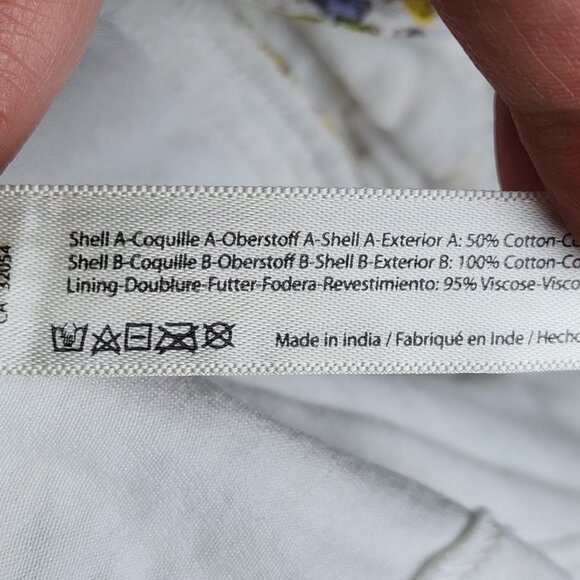 Shell A-Coquille A-Oberstoff A-Shell A-Exterior A: 50% Cotton-Co
Shell B-Coquille B-Oberstoff B-Shell B-Exterior B: 100% Cotton-Co
Lining-Doublure-Futter-Fodera-Revestimiento: 95% Viscose-Visco
Made in india / Fabriqué en Inde / Hecho
CA 32054